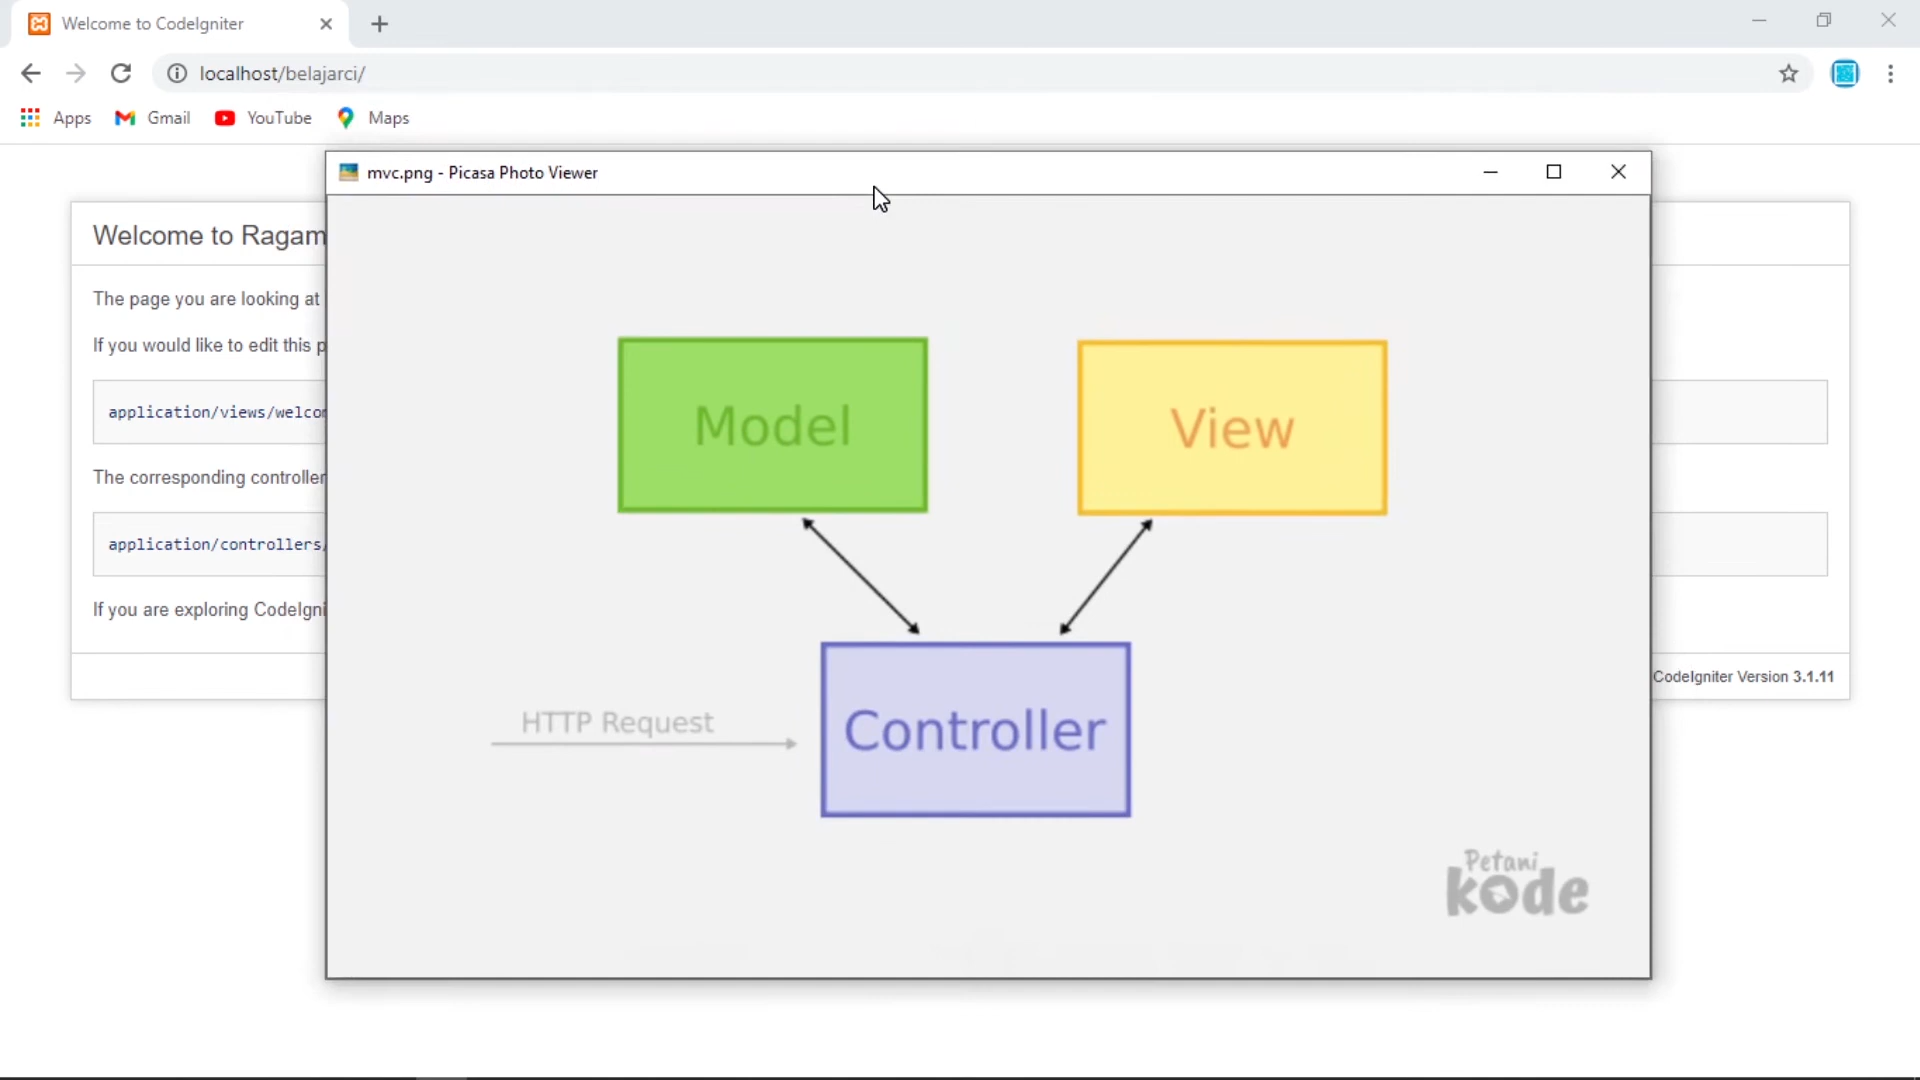 Welcome to CodeIgniter
localhost/belajarci/
Apps Gmail YouTube Maps
mvc.png - Picasa Photo Viewer
Welcome to Ragam
The page you are looking at
If you would like to edit this p
application/views/welcom
The corresponding controller
application/controllers/
If you are exploring CodeIgni
CodeIgniter Version 3.1.11
Model
View
HTTP Request
Controller
Petani
kode